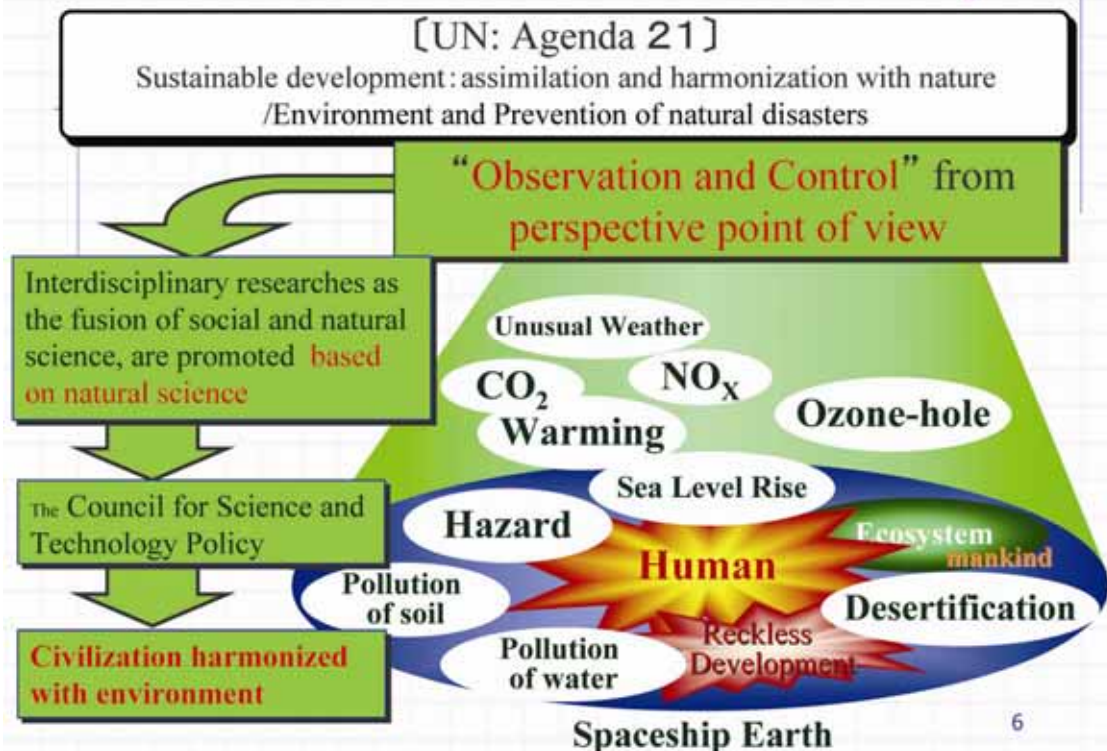 〔UN: Agenda 21〕
Sustainable development: assimilation and harmonization with nature
/Environment and Prevention of natural disasters
“Observation and Control” from
perspective point of view
Interdisciplinary researches as
the fusion of social and natural
science, are promoted based
on natural science
The Council for Science and
Technology Policy
Civilization harmonized
with environment
Unusual Weather
CO₂
NOX
Warming
Ozone-hole
Sea Level Rise
Hazard
Ecosystem
mankind
Human
Pollution
of soil
Desertification
Reckless
Development
Pollution
of water
Spaceship Earth
6